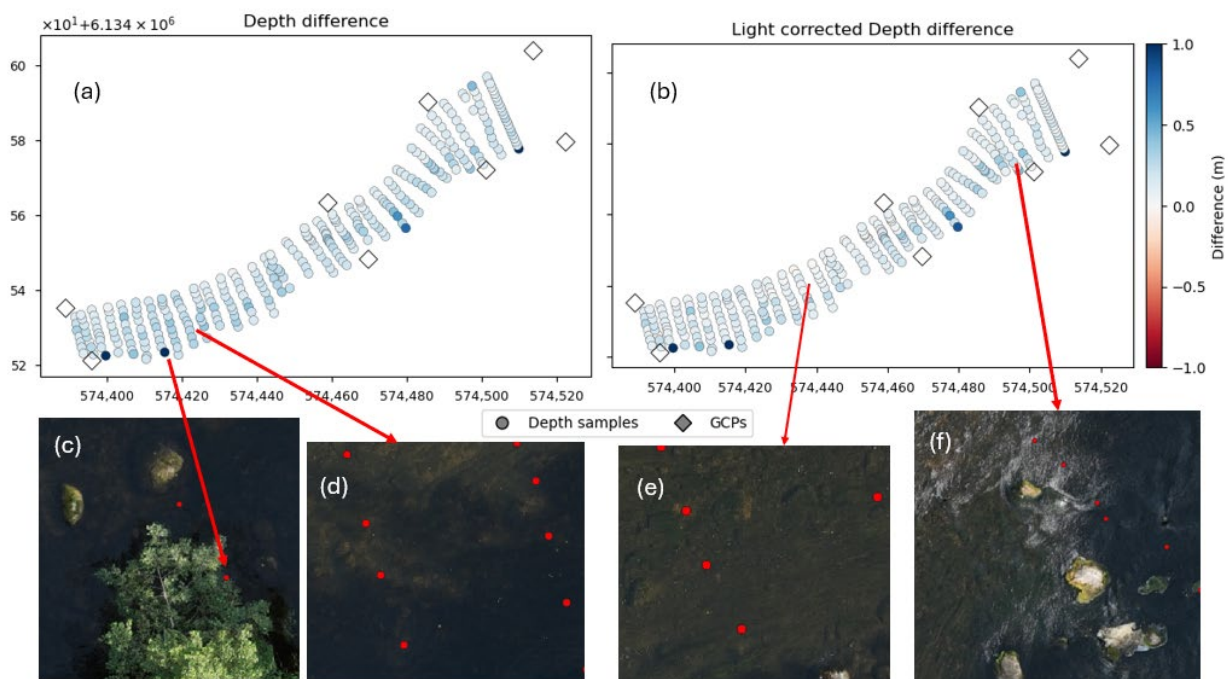 ×10¹+6.134 × 10⁶
Depth difference
Light corrected Depth difference
(a)
60
58
56
54
52
574,400
574,420
574,440
574,460
574,480
574,500
574,520
(b)
574,400
574,420
574,440
574,460
574,480
574,500
574,520
1.0
0.5
0.0
−0.5
−1.0
Difference (m)
Depth samples
GCPs
(c)
(d)
(e)
(f)